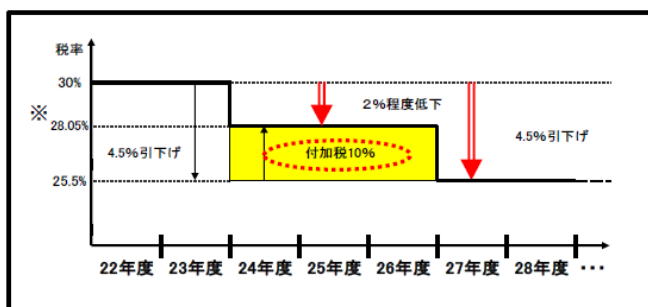 税率
30%
※
2%程度低下
28.05%
4.5%引下げ
付加税10%
4.5%引下げ
25.5%
22年度 23年度 24年度 25年度 26年度 27年度 28年度 ・・・